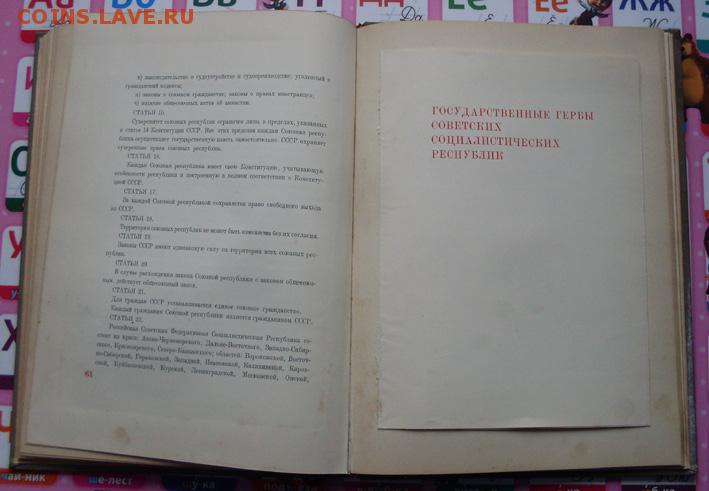 COINS.LAVE.RU
х) законодательство о судоустройстве и судопроизводстве; уголовный и
гражданский кодексы;
ц) законы о союзном гражданстве; законы о правах иностранцев;
ч) издание общесоюзных актов об амнистии.
СТАТЬЯ 15.
Суверенитет союзных республик ограничен лишь в пределах, указанных
в статье 14 Конституции СССР. Вне этих пределов каждая Союзная респу-
блика осуществляет государственную власть самостоятельно. СССР охраняет
суверенные права союзных республик.
СТАТЬЯ 16.
Каждая Союзная республика имеет свою Конституцию, учитывающую
особенности республики и построенную в полном соответствии с Конститу-
цией СССР.
СТАТЬЯ 17.
За каждой Союзной республикой сохраняется право свободного выхода
из СССР.
СТАТЬЯ 18.
Территория союзных республик не может быть изменяема без их согласия.
СТАТЬЯ 19.
Законы СССР имеют одинаковую силу на территории всех союзных рес-
публик.
СТАТЬЯ 20.
В случае расхождения закона Союзной республики с законом общесоюз-
ным, действует общесоюзный закон.
СТАТЬЯ 21.
Для граждан СССР устанавливается единое союзное гражданство.
Каждый гражданин Союзной республики является гражданином СССР.
СТАТЬЯ 22.
Российская Советская Федеративная Социалистическая Республика со-
стоит из краев: Азово-Черноморского, Дальне-Восточного, Западно-Сибир-
ского, Красноярского, Северо-Кавказского; областей: Воронежской, Восточ-
но-Сибирской, Горьковской, Западной, Ивановской, Калининской, Киров-
ской, Куйбышевской, Курской, Ленинградской, Московской, Омской,
61
ГОСУДАРСТВЕННЫЕ ГЕРБЫ
СОВЕТСКИХ
СОЦИАЛИСТИЧЕСКИХ
РЕСПУБЛИК
Ее
Жж
чай-ник
ше-лест